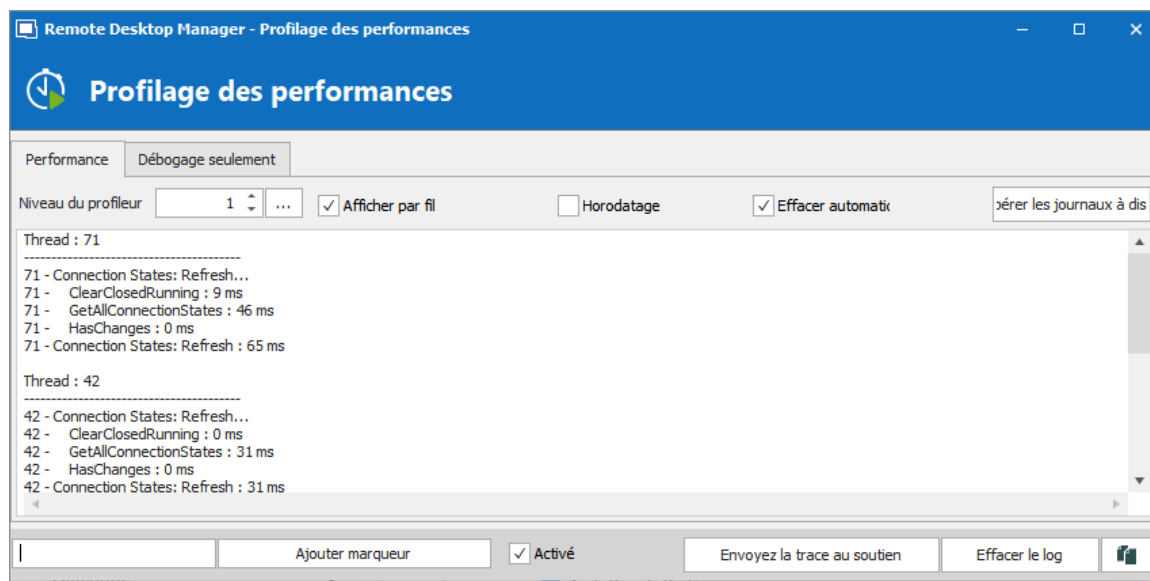 Remote Desktop Manager - Profilage des performances
Profilage des performances
Performance Débogage seulement
Niveau du profileur 1 ... Afficher par fil Horodatage Effacer automatic les journaux à dis
Thread : 71
-----------------------------------------
71 - Connection States: Refresh...
71 - ClearClosedRunning : 9 ms
71 - GetAllConnectionStates : 46 ms
71 - HasChanges : 0 ms
71 - Connection States: Refresh : 65 ms
Thread : 42
-----------------------------------------
42 - Connection States: Refresh...
42 - ClearClosedRunning : 0 ms
42 - GetAllConnectionStates : 31 ms
42 - HasChanges : 0 ms
42 - Connection States: Refresh : 31 ms
Ajouter marqueur Activé Envoyez la trace au soutien Effacer le log